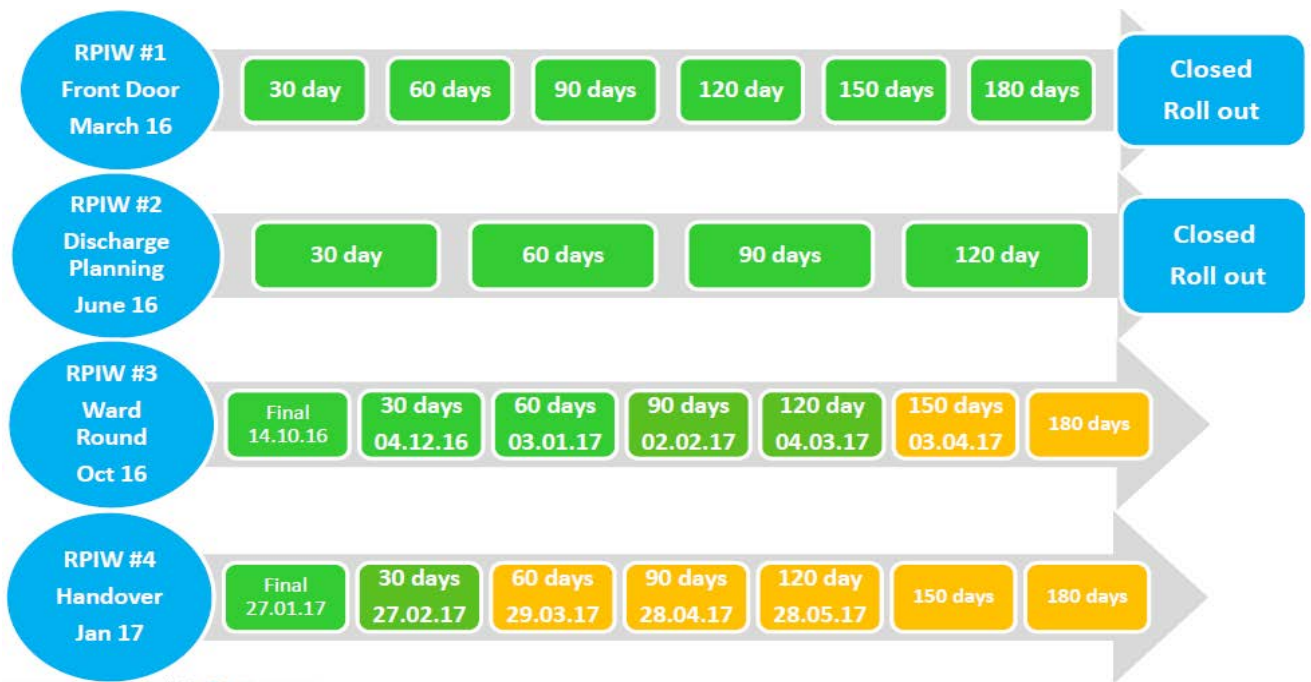 RPIW #1
Front Door
March 16
30 day
60 days
90 days
120 day
150 days
180 days
Closed
Roll out
RPIW #2
Discharge
Planning
June 16
30 day
60 days
90 days
120 day
Closed
Roll out
RPIW #3
Ward
Round
Oct 16
Final
14.10.16
30 days
04.12.16
60 days
03.01.17
90 days
02.02.17
120 day
04.03.17
150 days
03.04.17
180 days
RPIW #4
Handover
Jan 17
Final
27.01.17
30 days
27.02.17
60 days
29.03.17
90 days
28.04.17
120 day
28.05.17
150 days
180 days